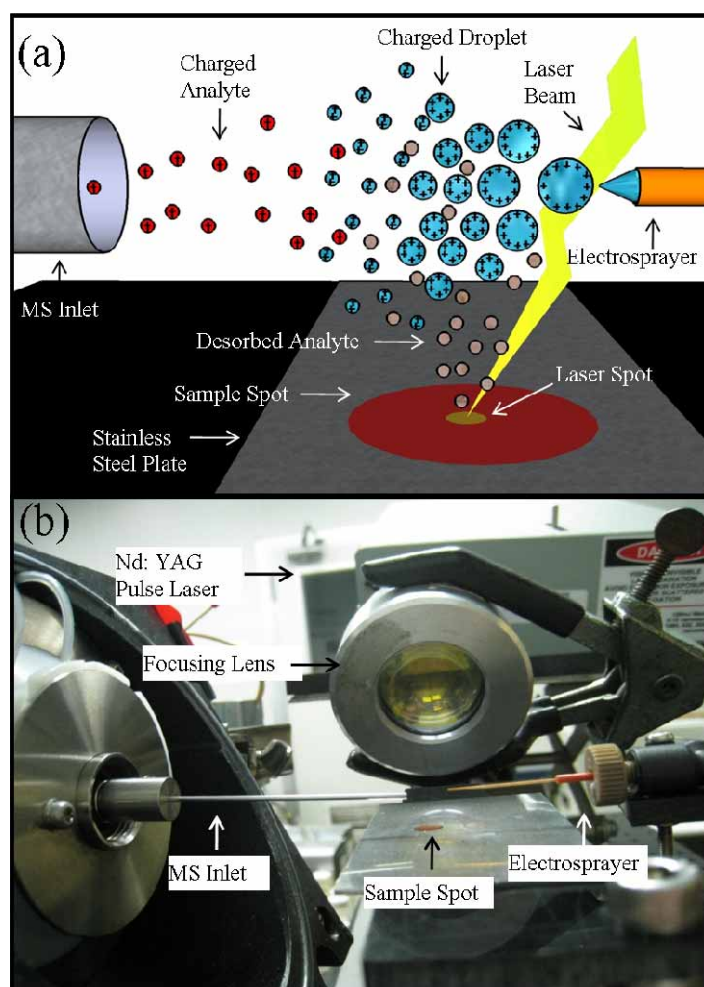 (a)
Charged Droplet
Charged
Analyte
Laser
Beam
Electrosprayer
MS Inlet
Desorbed Analyte
Laser Spot
Sample Spot
Stainless
Steel Plate
(b)
Nd: YAG
Pulse Laser
Focusing Lens
MS Inlet
Electrosprayer
Sample Spot